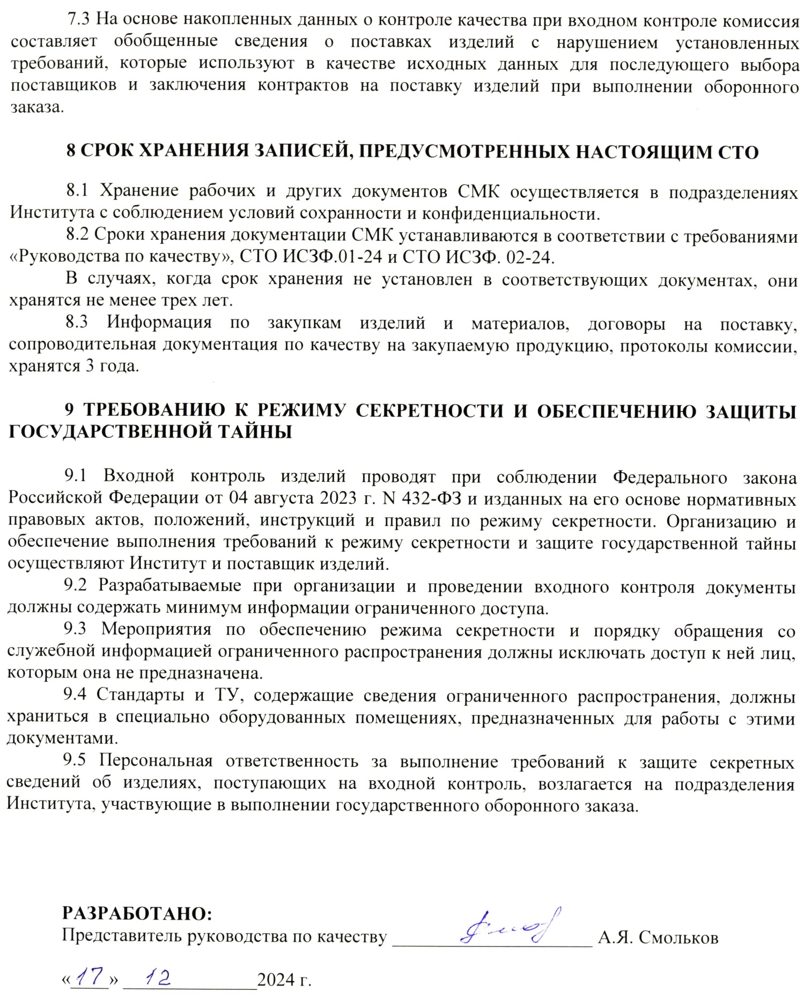 7.3 На основе накопленных данных о контроле качества при входном контроле комиссия
составляет обобщенные сведения о поставках изделий с нарушением установленных
требований, которые используют в качестве исходных данных для последующего выбора
поставщиков и заключения контрактов на поставку изделий при выполнении оборонного
заказа.
8 СРОК ХРАНЕНИЯ ЗАПИСЕЙ, ПРЕДУСМОТРЕННЫХ НАСТОЯЩИМ СТО
8.1 Хранение рабочих и других документов СМК осуществляется в подразделениях
Института с соблюдением условий сохранности и конфиденциальности.
8.2 Сроки хранения документации СМК устанавливаются в соответствии с требованиями
«Руководства по качеству», СТО ИСЗФ.01-24 и СТО ИСЗФ. 02-24.
В случаях, когда срок хранения не установлен в соответствующих документах, они
хранятся не менее трех лет.
8.3 Информация по закупкам изделий и материалов, договоры на поставку,
сопроводительная документация по качеству на закупаемую продукцию, протоколы комиссии,
хранятся 3 года.
9 ТРЕБОВАНИЮ К РЕЖИМУ СЕКРЕТНОСТИ И ОБЕСПЕЧЕНИЮ ЗАЩИТЫ
ГОСУДАРСТВЕННОЙ ТАЙНЫ
9.1 Входной контроль изделий проводят при соблюдении Федерального закона
Российской Федерации от 04 августа 2023 г. N 432-ФЗ и изданных на его основе нормативных
правовых актов, положений, инструкций и правил по режиму секретности. Организацию и
обеспечение выполнения требований к режиму секретности и защите государственной тайны
осуществляют Институт и поставщик изделий.
9.2 Разрабатываемые при организации и проведении входного контроля документы
должны содержать минимум информации ограниченного доступа.
9.3 Мероприятия по обеспечению режима секретности и порядку обращения со
служебной информацией ограниченного распространения должны исключать доступ к ней лиц,
которым она не предназначена.
9.4 Стандарты и ТУ, содержащие сведения ограниченного распространения, должны
храниться в специально оборудованных помещениях, предназначенных для работы с этими
документами.
9.5 Персональная ответственность за выполнение требований к защите секретных
сведений об изделиях, поступающих на входной контроль, возлагается на подразделения
Института, участвующие в выполнении государственного оборонного заказа.
РАЗРАБОТАНО:
Представитель руководства по качеству ____________________ А.Я. Смольков
«17» 12 2024 г.